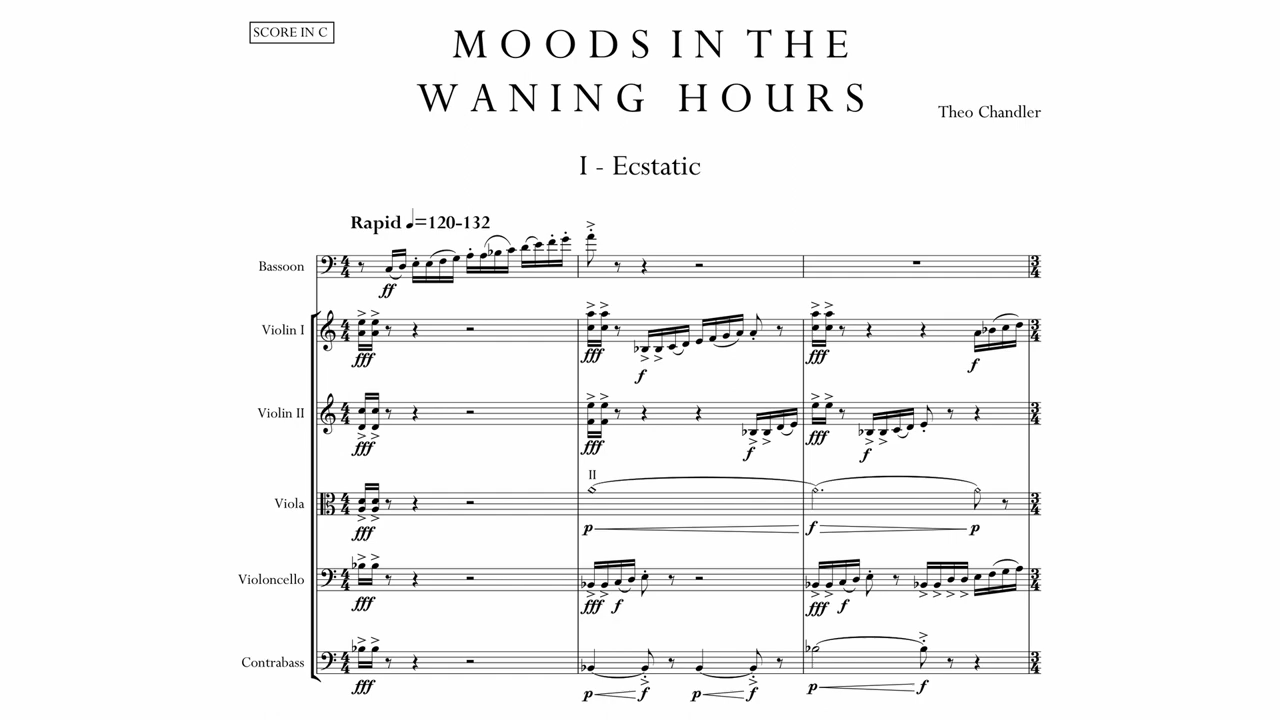 SCORE IN C
MOODS IN THE
WANING HOURS
Theo Chandler
I - Ecstatic
Rapid ♩=120-132
Bassoon
ff
Violin I
fff fff f fff f
Violin II
fff fff f fff f
II
Viola
fff p f p
Violoncello
fff fff f fff f
Contrabass
fff p f p f p f